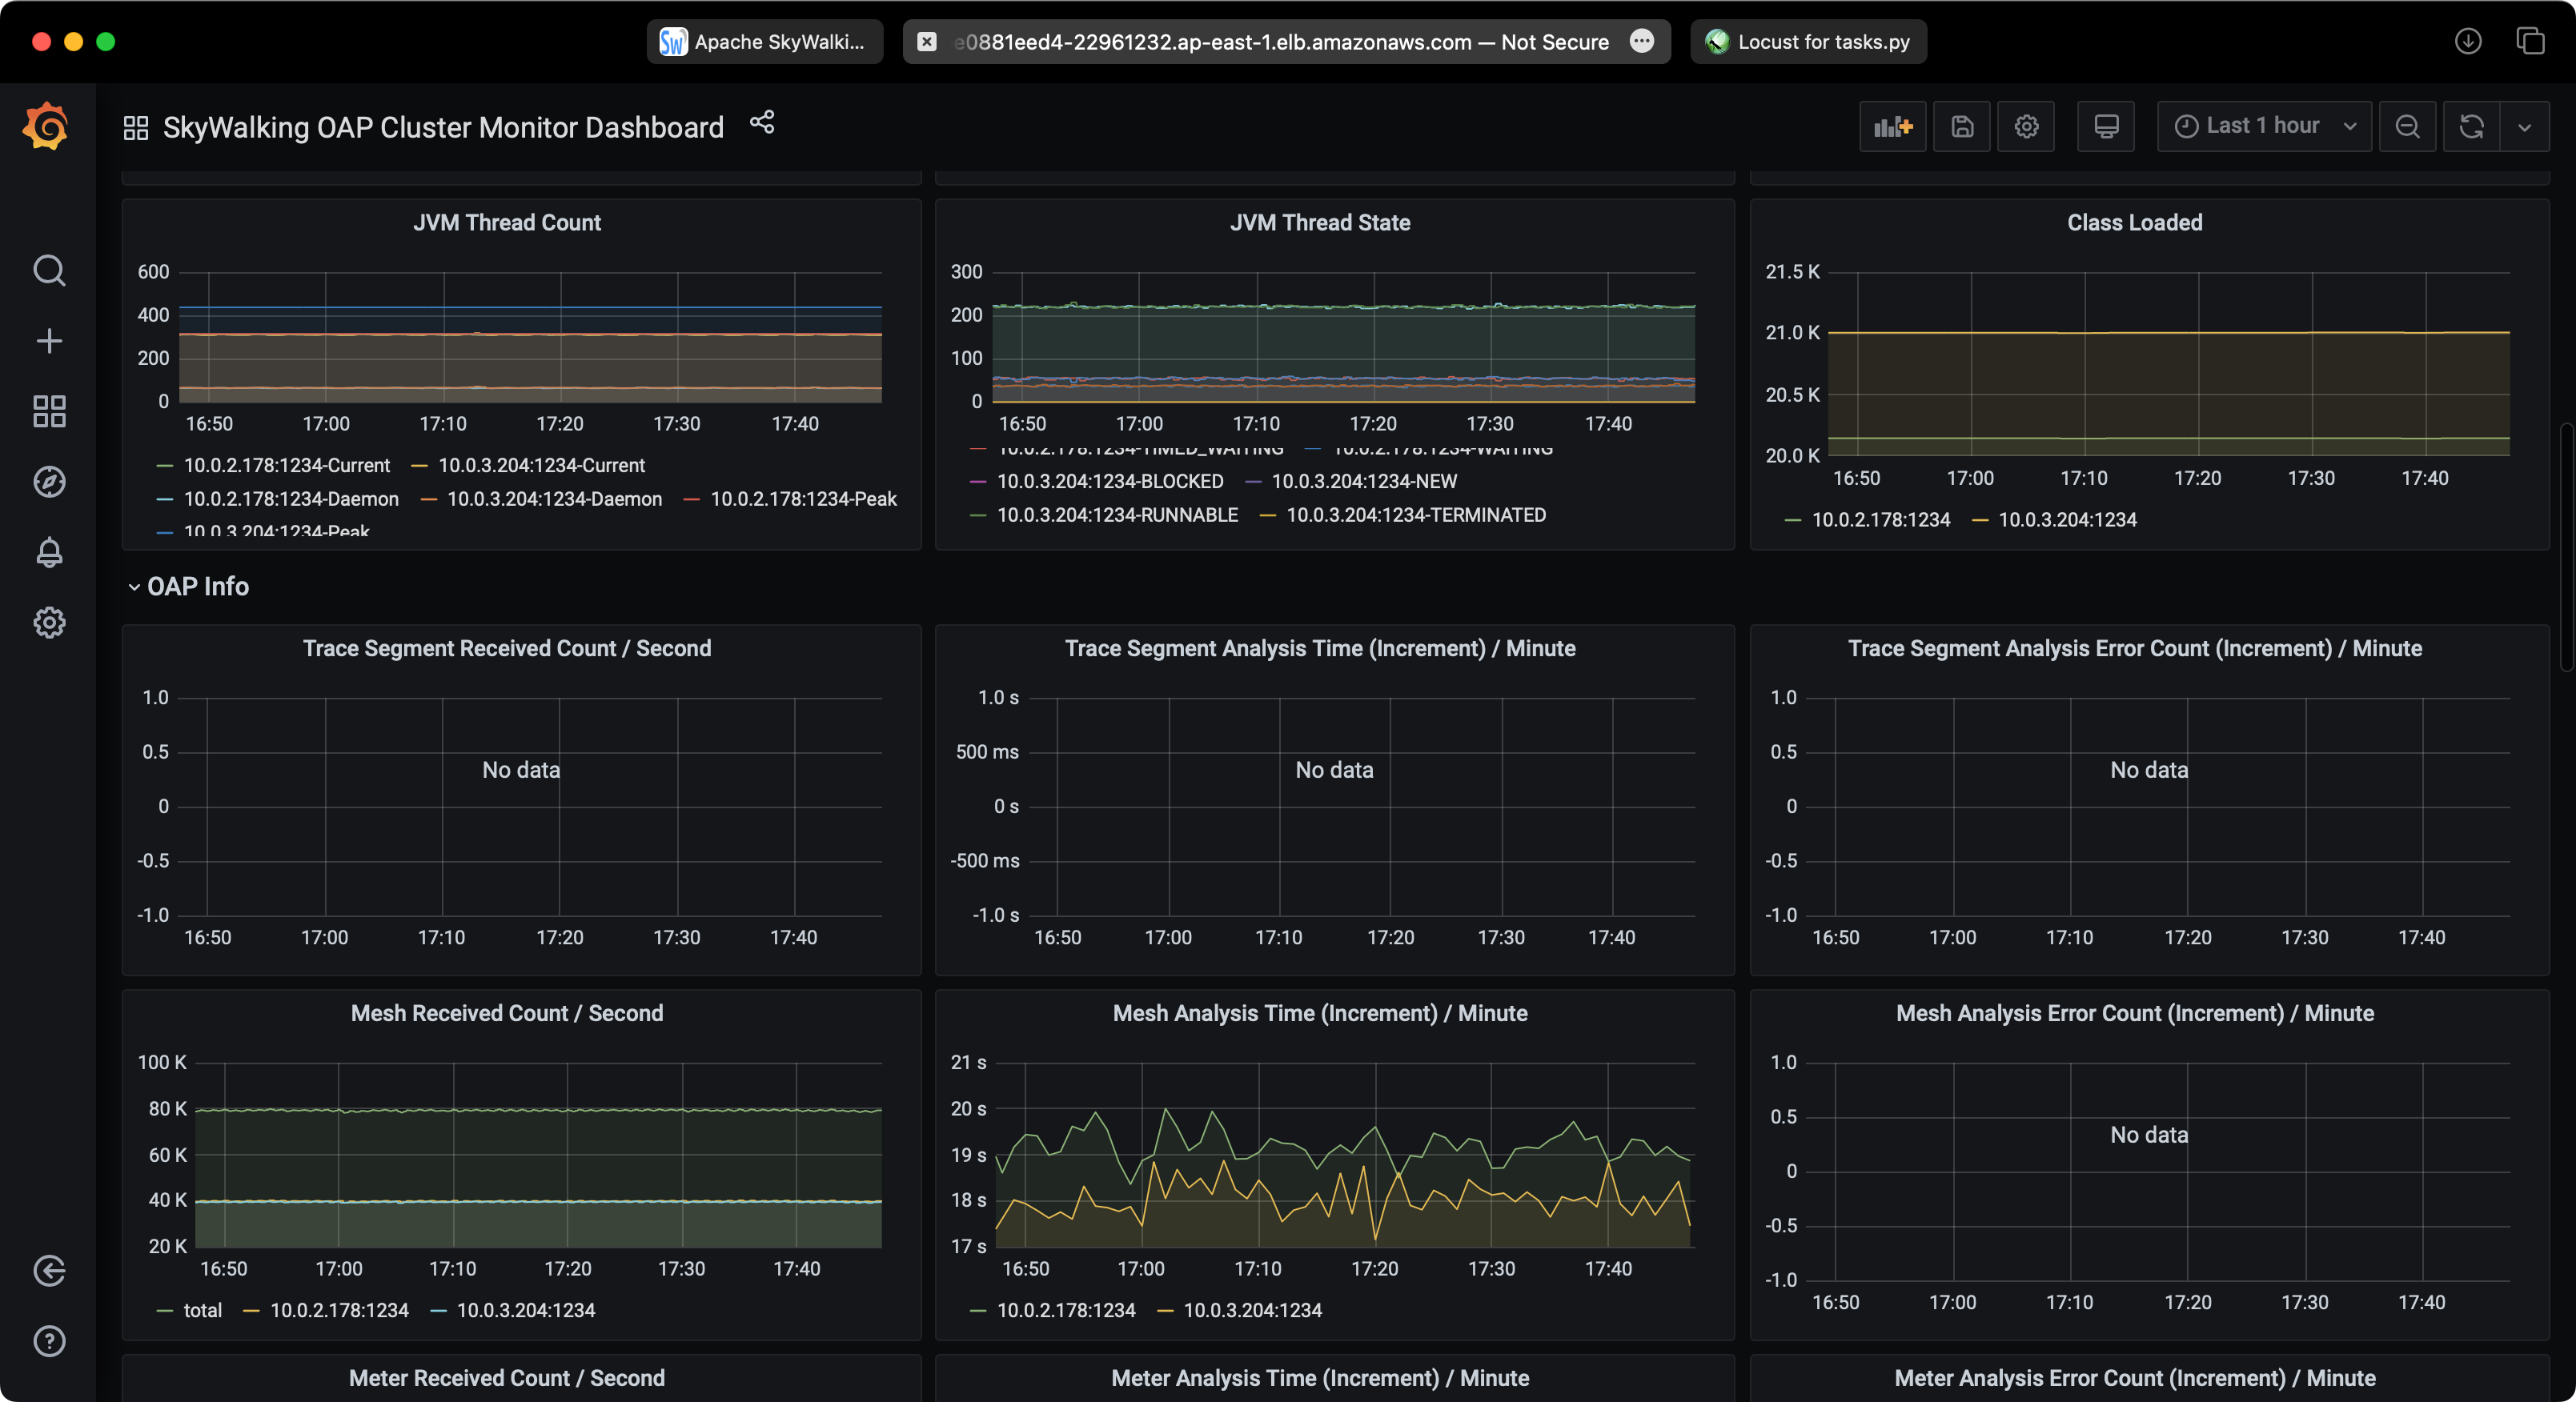 Apache SkyWalki...
e0881eed4-22961232.ap-east-1.elb.amazonaws.com — Not Secure
Locust for tasks.py
SkyWalking OAP Cluster Monitor Dashboard
Last 1 hour
JVM Thread Count
600
400
200
0
16:50 17:00 17:10 17:20 17:30 17:40
10.0.2.178:1234-Current 10.0.3.204:1234-Current
10.0.2.178:1234-Daemon 10.0.3.204:1234-Daemon 10.0.2.178:1234-Peak
10.0.3.204:1234-Peak
JVM Thread State
300
200
100
0
16:50 17:00 17:10 17:20 17:30 17:40
10.0.2.178:1234-TIMED_WAITING 10.0.2.178:1234-WAITING
10.0.3.204:1234-BLOCKED 10.0.3.204:1234-NEW
10.0.3.204:1234-RUNNABLE 10.0.3.204:1234-TERMINATED
Class Loaded
21.5 K
21.0 K
20.5 K
20.0 K
16:50 17:00 17:10 17:20 17:30 17:40
10.0.2.178:1234 10.0.3.204:1234
OAP Info
Trace Segment Received Count / Second
1.0
0.5
No data
0
-0.5
-1.0
16:50 17:00 17:10 17:20 17:30 17:40
Trace Segment Analysis Time (Increment) / Minute
1.0 s
500 ms
No data
0 s
-500 ms
-1.0 s
16:50 17:00 17:10 17:20 17:30 17:40
Trace Segment Analysis Error Count (Increment) / Minute
1.0
0.5
No data
0
-0.5
-1.0
16:50 17:00 17:10 17:20 17:30 17:40
Mesh Received Count / Second
100 K
80 K
60 K
40 K
20 K
16:50 17:00 17:10 17:20 17:30 17:40
total 10.0.2.178:1234 10.0.3.204:1234
Mesh Analysis Time (Increment) / Minute
21 s
20 s
19 s
18 s
17 s
16:50 17:00 17:10 17:20 17:30 17:40
10.0.2.178:1234 10.0.3.204:1234
Mesh Analysis Error Count (Increment) / Minute
1.0
0.5
No data
0
-0.5
-1.0
16:50 17:00 17:10 17:20 17:30 17:40
Meter Received Count / Second
Meter Analysis Time (Increment) / Minute
Meter Analysis Error Count (Increment) / Minute